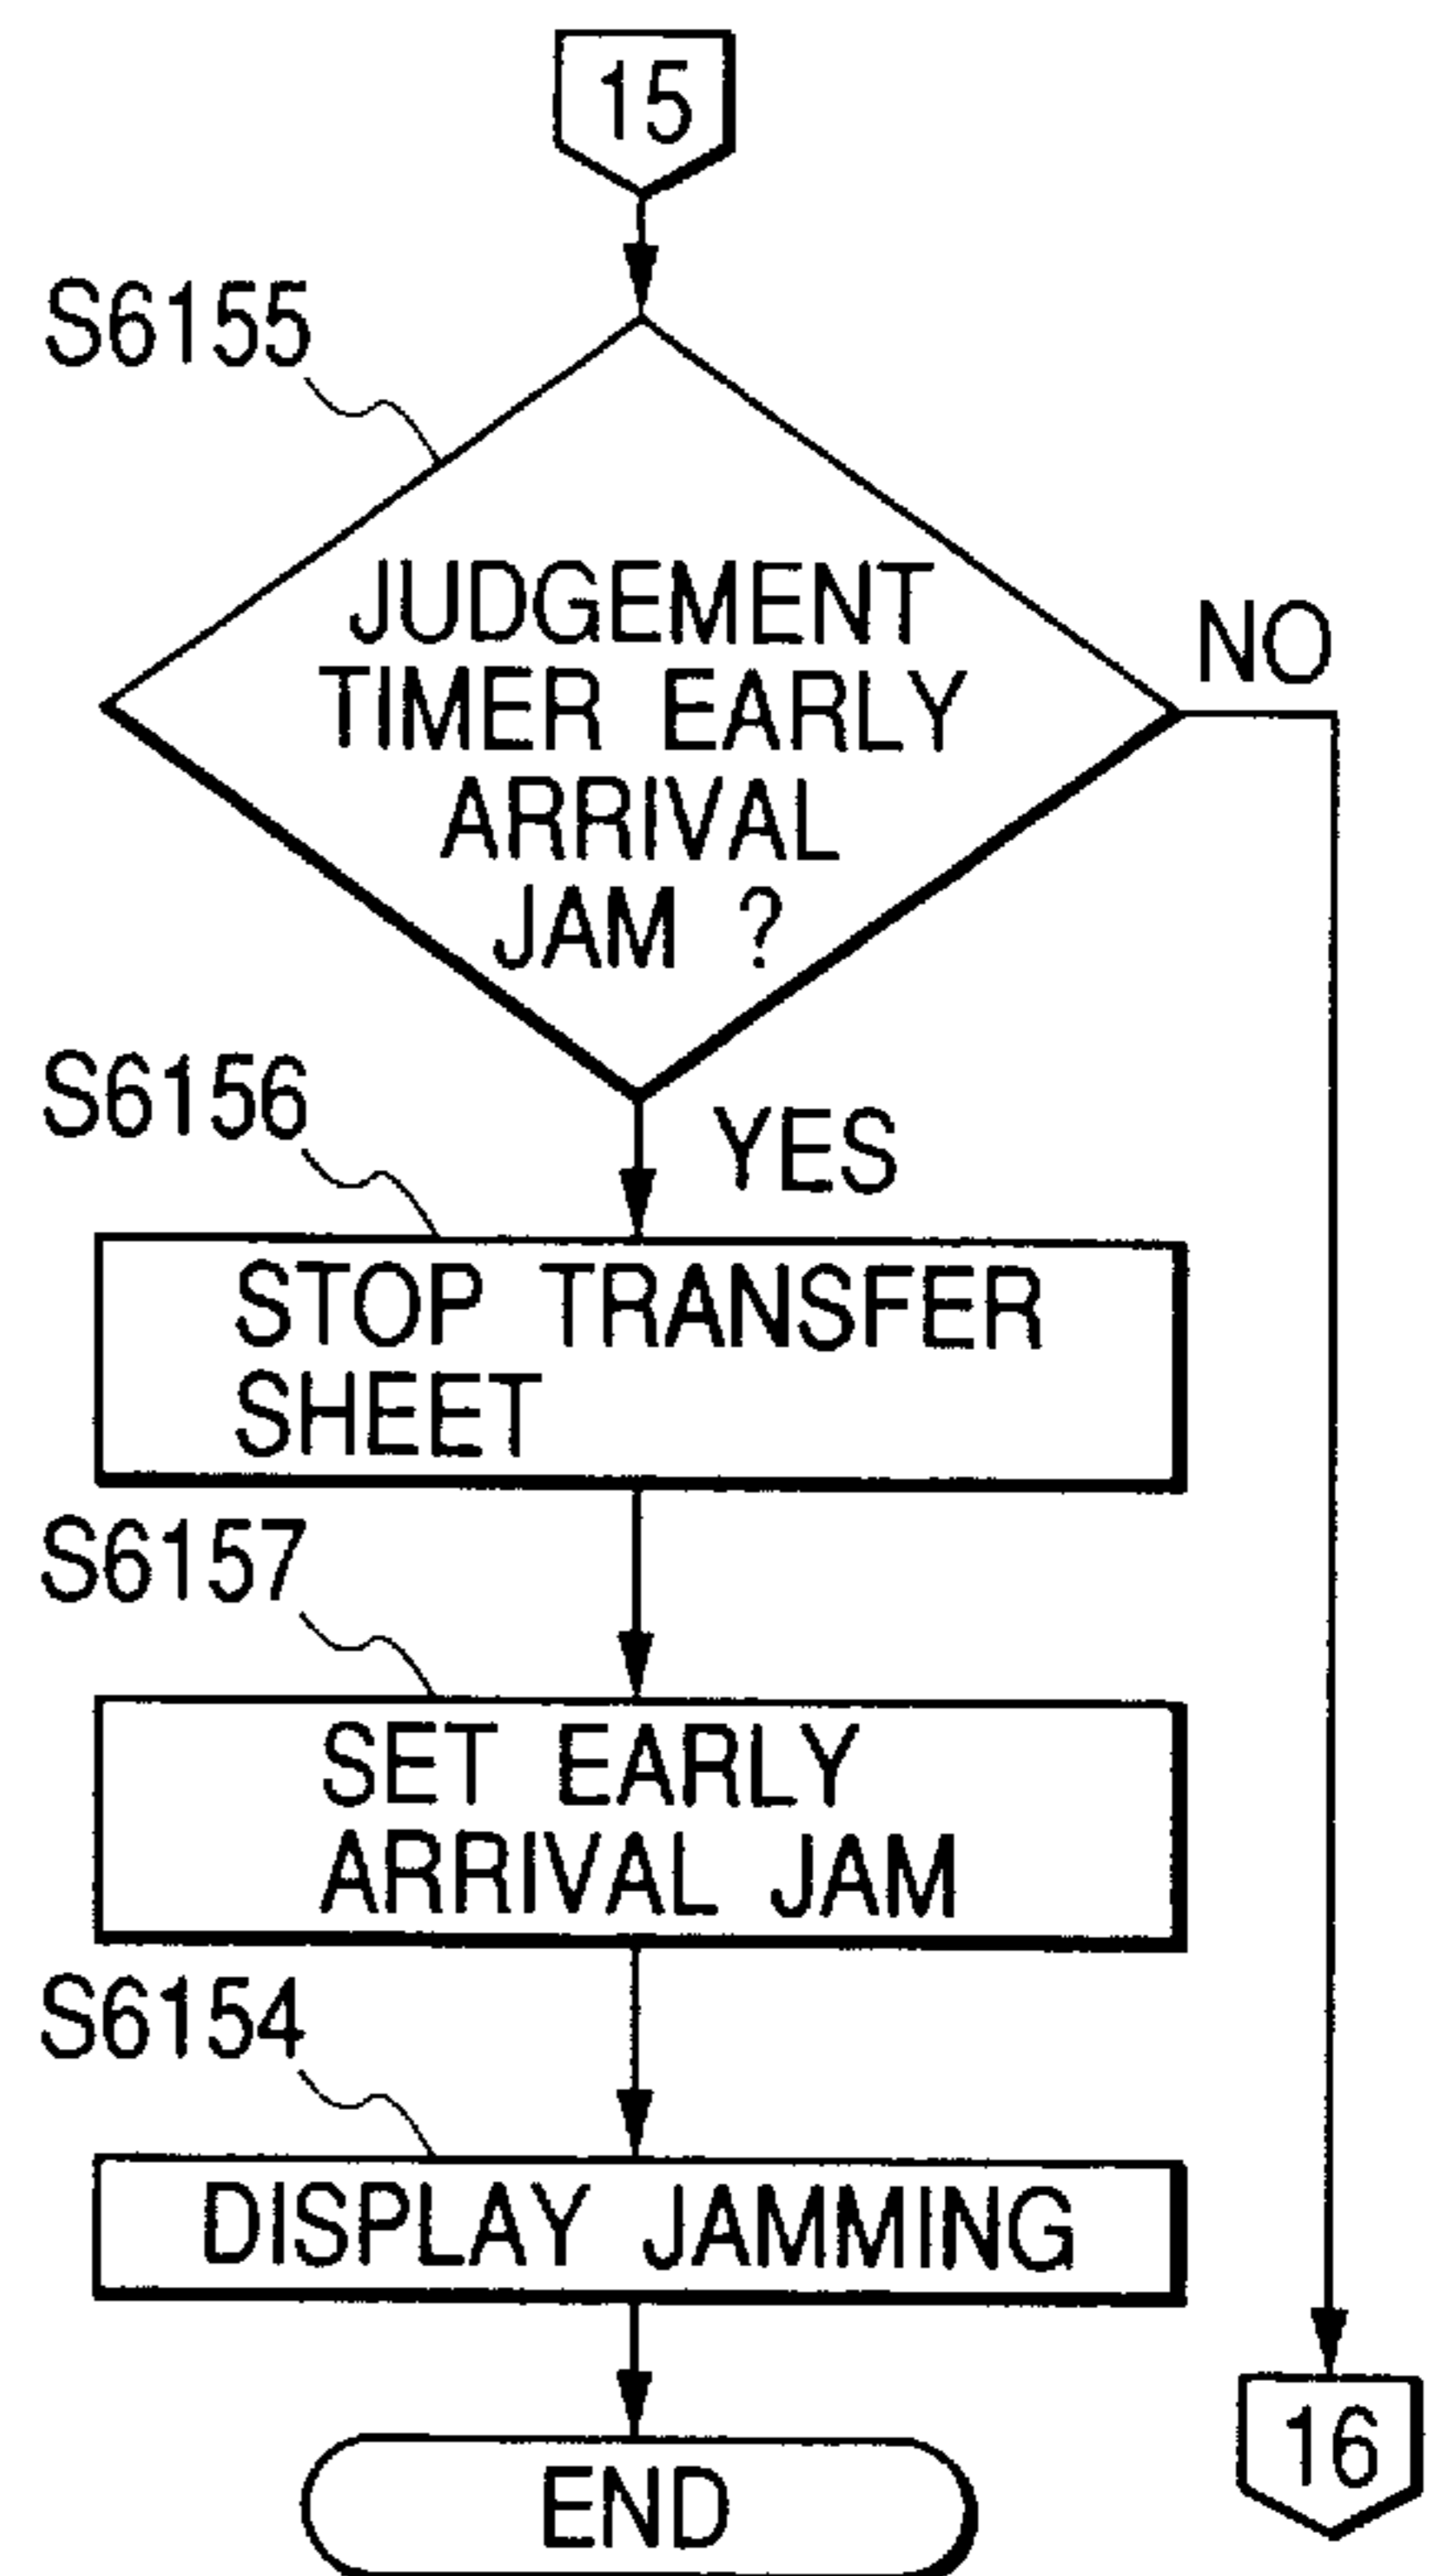 15
S6155
JUDGEMENT
TIMER EARLY
ARRIVAL
JAM ?
NO
YES
S6156
STOP TRANSFER
SHEET
S6157
SET EARLY
ARRIVAL JAM
S6154
DISPLAY JAMMING
END
16